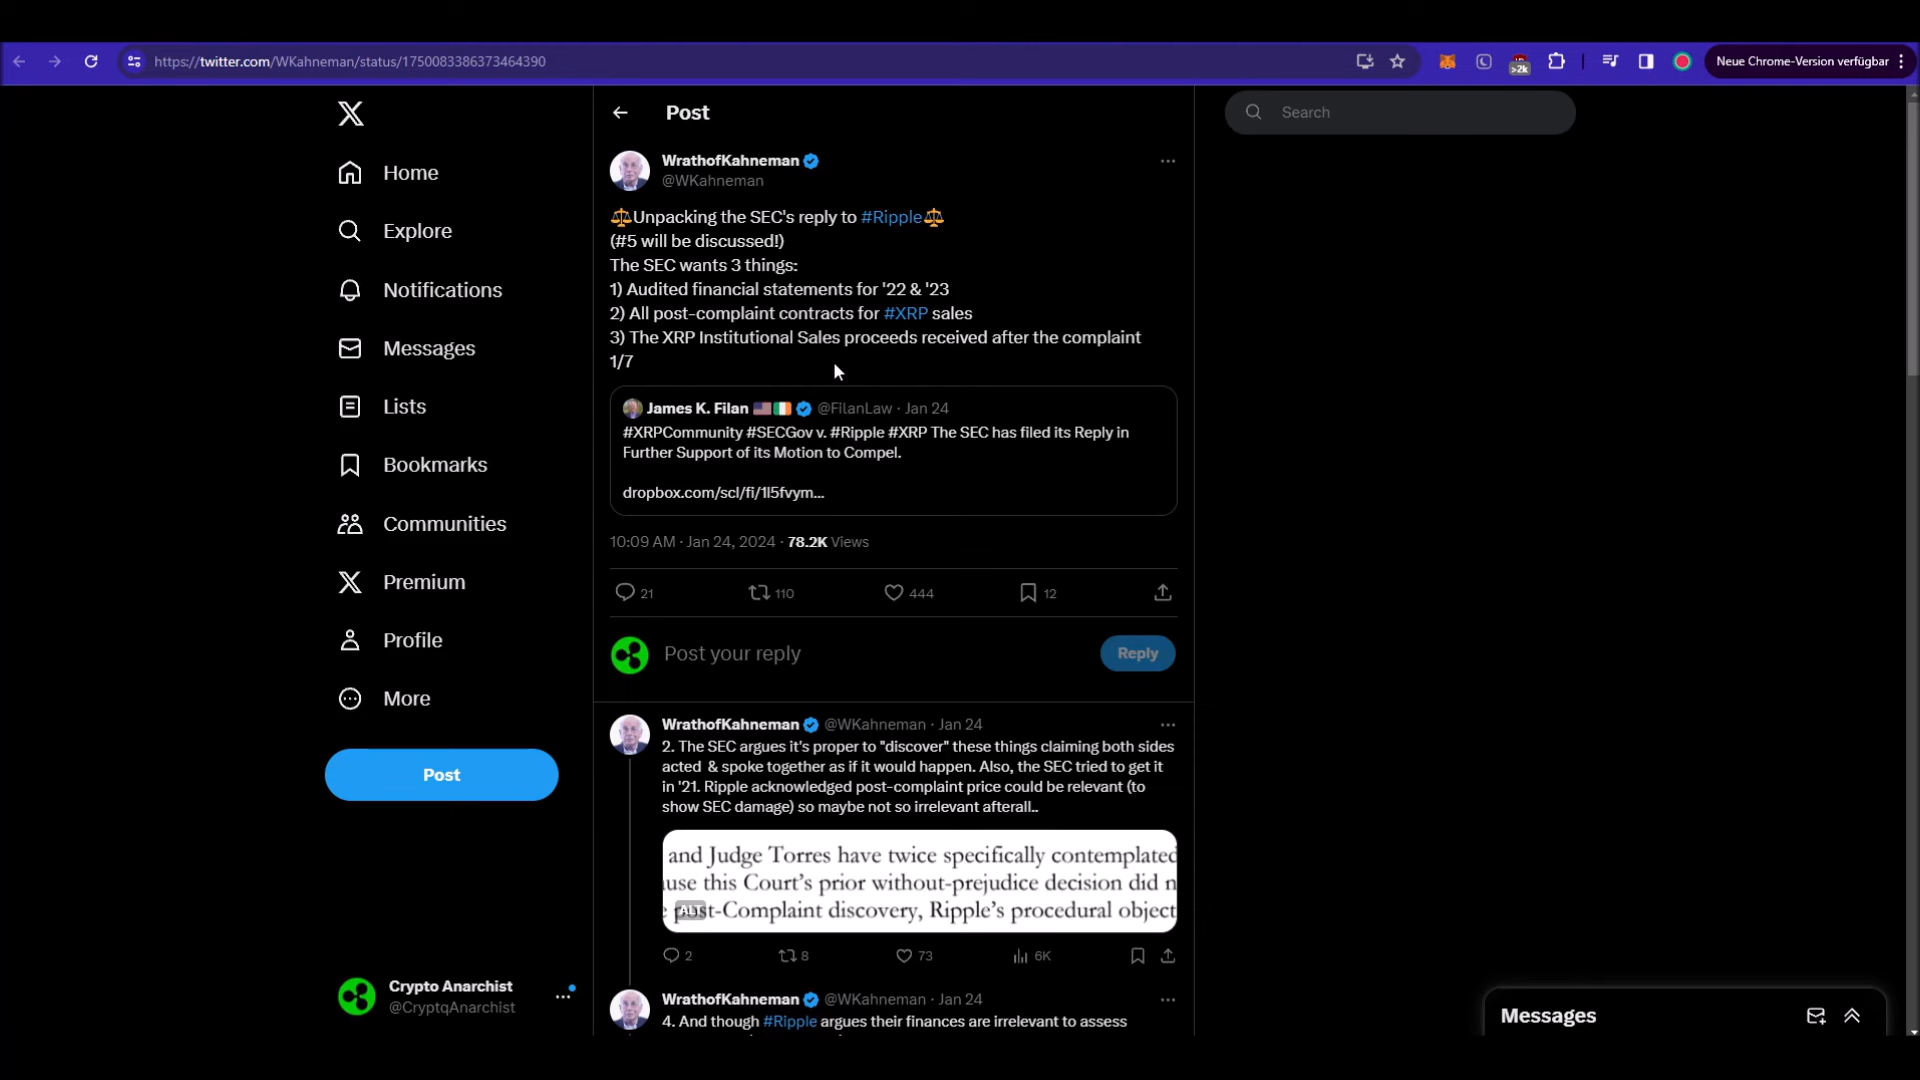 https://twitter.com/WKahneman/status/1750083386373464390
>2k
Neue Chrome-Version verfügbar
Home
Explore
Notifications
Messages
Lists
Bookmarks
Communities
Premium
Profile
More
Post
Crypto Anarchist
@CryptqAnarchist
Post
WrathofKahneman
@WKahneman
⚖️Unpacking the SEC's reply to #Ripple⚖️
(#5 will be discussed!)
The SEC wants 3 things:
1) Audited financial statements for '22 & '23
2) All post-complaint contracts for #XRP sales
3) The XRP Institutional Sales proceeds received after the complaint
1/7
James K. Filan 🇺🇸🇮🇪 @FilanLaw · Jan 24
#XRPCommunity #SECGov v. #Ripple #XRP The SEC has filed its Reply in
Further Support of its Motion to Compel.
dropbox.com/scl/fi/1l5fvym...
10:09 AM · Jan 24, 2024 · 78.2K Views
21 110 444 12
Post your reply
Reply
WrathofKahneman @WKahneman · Jan 24
2. The SEC argues it's proper to "discover" these things claiming both sides
acted & spoke together as if it would happen. Also, the SEC tried to get it
in '21. Ripple acknowledged post-complaint price could be relevant (to
show SEC damage) so maybe not so irrelevant afterall..
and Judge Torres have twice specifically contemplated
use this Court's prior without-prejudice decision did n
e post-Complaint discovery, Ripple's procedural object
ALT
2 8 73 6K
WrathofKahneman @WKahneman · Jan 24
4. And though #Ripple argues their finances are irrelevant to assess
Search
Messages